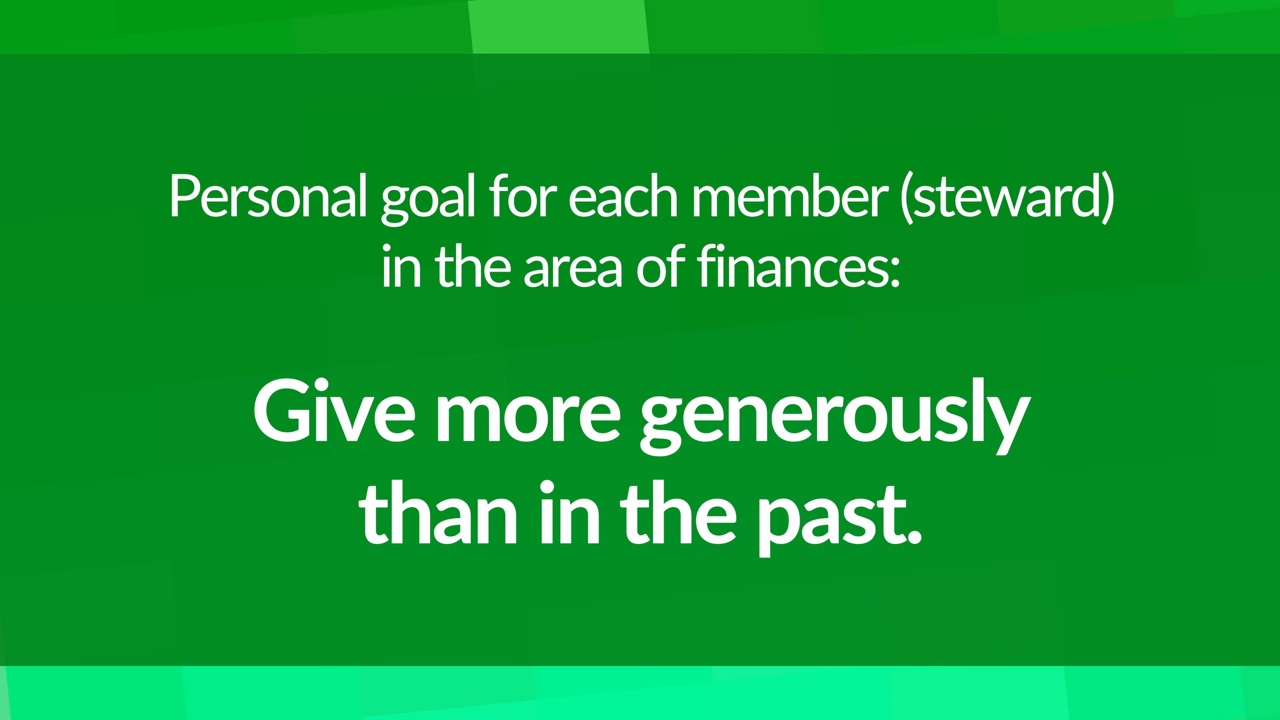 Personal goal for each member (steward)
in the area of finances:
Give more generously
than in the past.